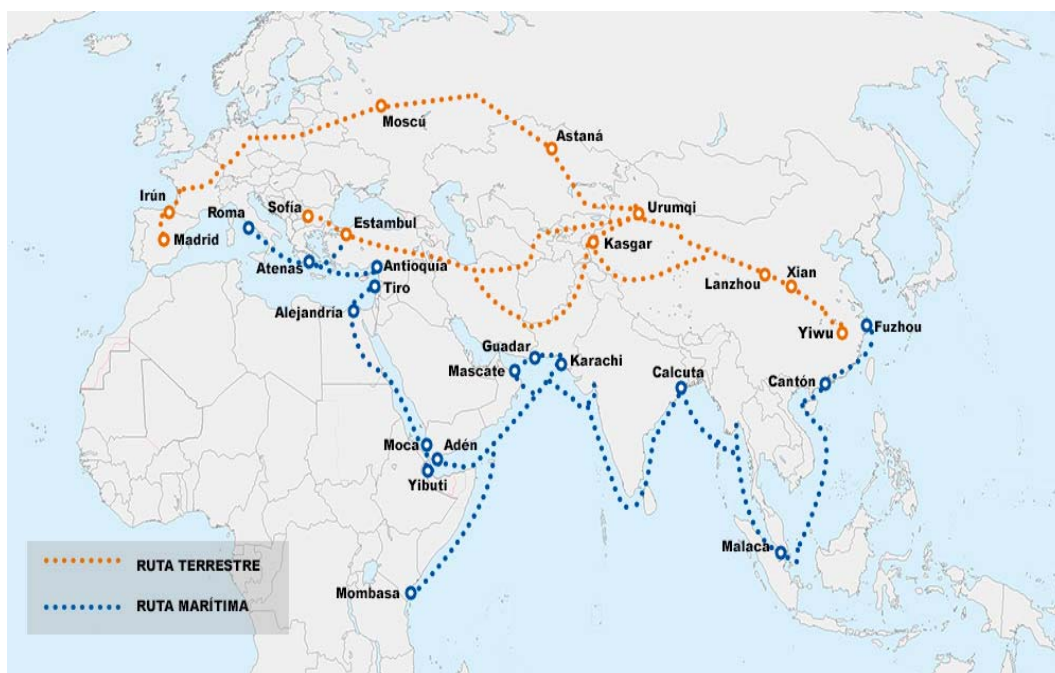 Moscú
Astaná
Irún
Roma
Sofía
Estambul
Urumqi
Madrid
Kasgar
Atenas
Antioquía
Tiro
Lanzhou
Xian
Alejandría
Yiwu
Fuzhou
Guadar
Karachi
Mascate
Calcuta
Cantón
Moca
Adén
Yibuti
Malaca
Mombasa
RUTA TERRESTRE
RUTA MARÍTIMA